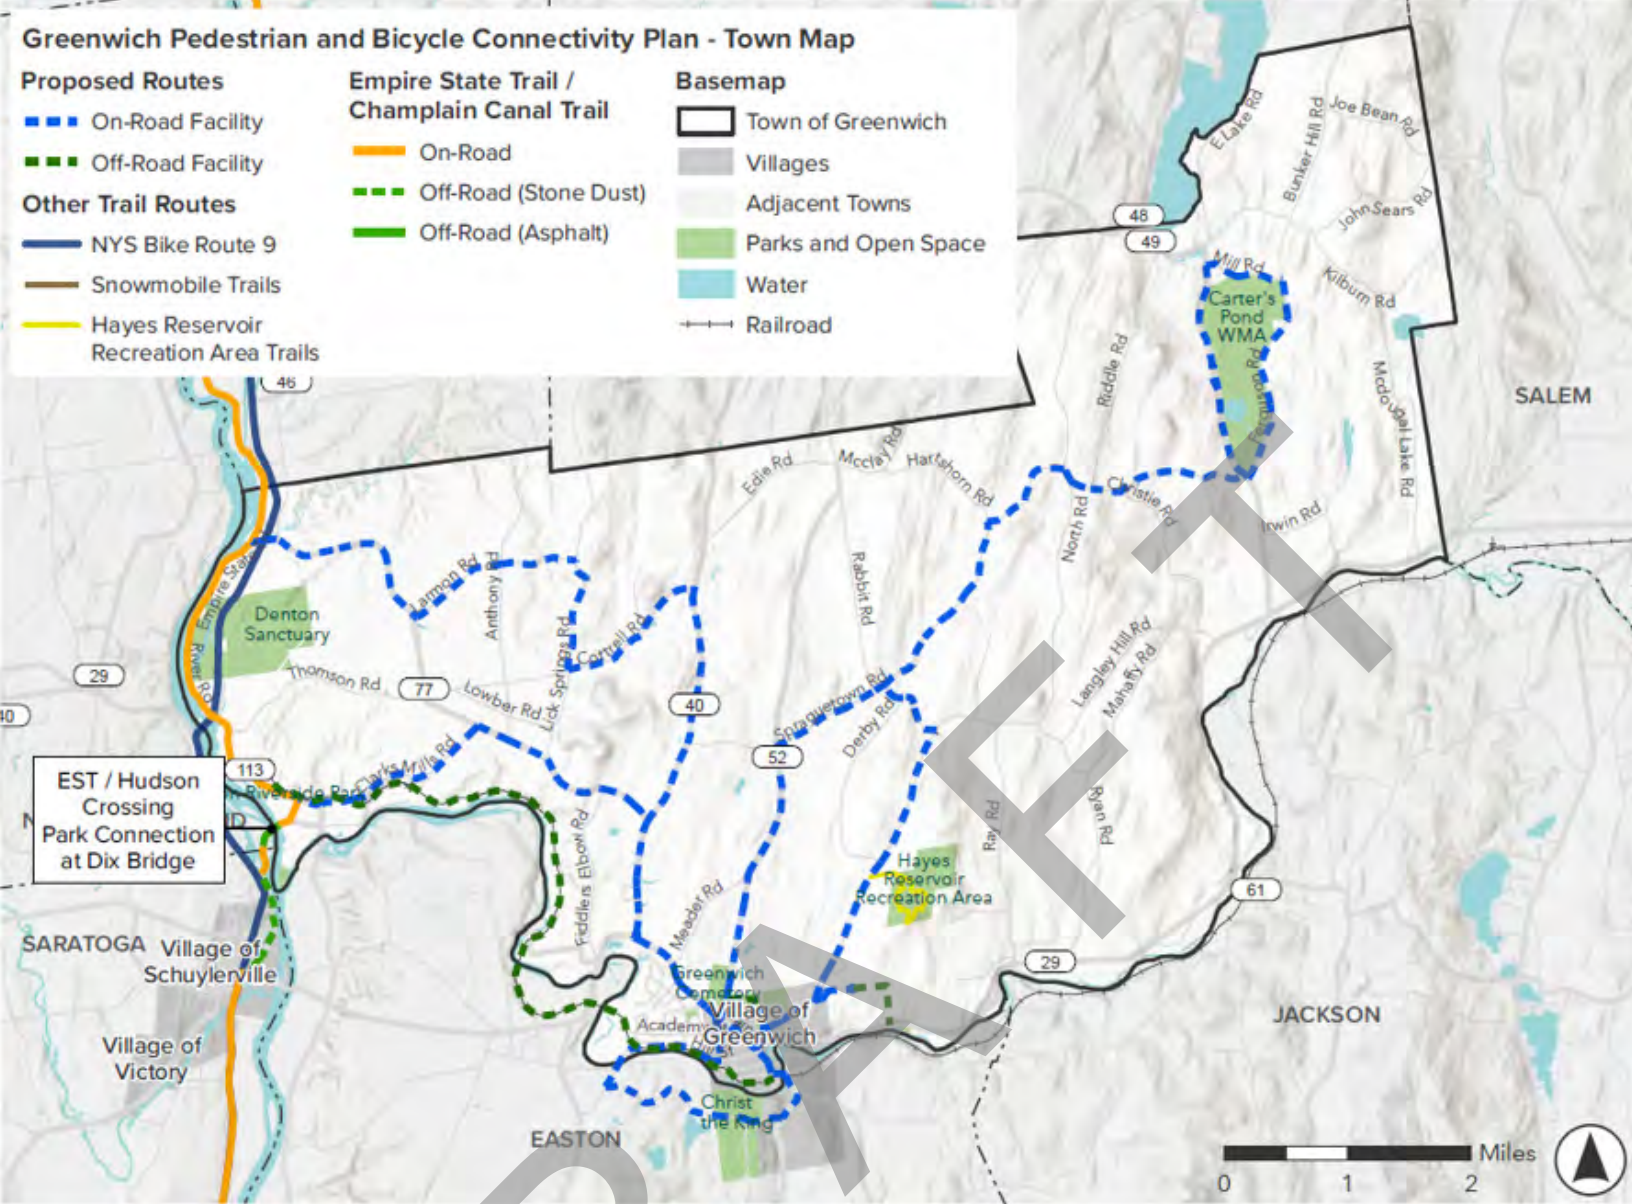 Greenwich Pedestrian and Bicycle Connectivity Plan - Town Map
Proposed Routes
On-Road Facility
Off-Road Facility
Other Trail Routes
NYS Bike Route 9
Snowmobile Trails
Hayes Reservoir
Recreation Area Trails
Empire State Trail /
Champlain Canal Trail
On-Road
Off-Road (Stone Dust)
Off-Road (Asphalt)
Basemap
Town of Greenwich
Villages
Adjacent Towns
Parks and Open Space
Water
Railroad
E Lake Rd
Bunker Hill Rd
Joe Bean Rd
John Sears Rd
48
49
Mill Rd
Kilburn Rd
Carter's
Pond
WMA
Riddle Rd
Mcdougal Lake Rd
SALEM
46
Edie Rd
Mcclay Rd
Hartshorn Rd
Christie Rd
North Rd
Irwin Rd
Empire State
Larmon Rd
Anthony Rd
Rabbit Rd
Denton
Sanctuary
River Rd
29
Thomson Rd
77
Lowber Rd
Lick Springs Rd
Cottrell Rd
40
40
Spraguetown Rd
Derby Rd
52
Langley Hill Rd
Mahaffy Rd
113
Riverside Park
Clarks Mills Rd
EST / Hudson
Crossing
Park Connection
at Dix Bridge
Fiddlers Elbow Rd
Ray Rd
Ryan Rd
Hayes
Reservoir
Recreation Area
Meader Rd
61
29
SARATOGA
Village of
Schuylerville
Greenwich
Cemetery
Village of
Greenwich
Academy
Village of
Victory
JACKSON
Christ
the King
EASTON
Miles
0
1
2
DRAFT